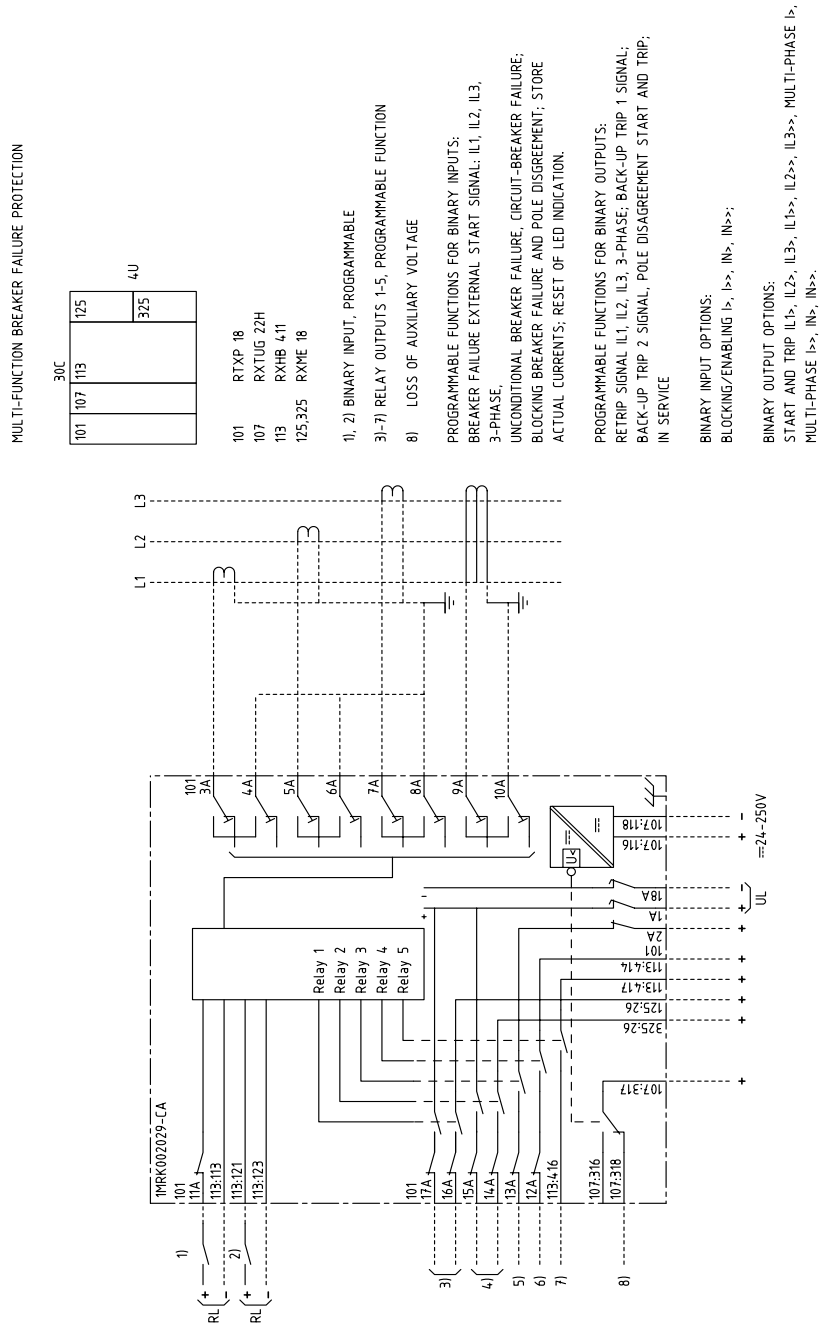 MULTI-FUNCTION BREAKER FAILURE PROTECTION
30C
101
107
113
125
325
4U
101 RTXP 18
107 RXTUG 22H
113 RXHB 411
125,325 RXME 18
1), 2) BINARY INPUT, PROGRAMMABLE
3)-7) RELAY OUTPUTS 1-5, PROGRAMMABLE FUNCTION
8) LOSS OF AUXILIARY VOLTAGE
PROGRAMMABLE FUNCTIONS FOR BINARY INPUTS:
BREAKER FAILURE EXTERNAL START SIGNAL: IL1, IL2, IL3,
3-PHASE,
UNCONDITIONAL BREAKER FAILURE, CIRCUIT-BREAKER FAILURE;
BLOCKING BREAKER FAILURE AND POLE DISGREEMENT; STORE
ACTUAL CURRENTS; RESET OF LED INDICATION.
PROGRAMMABLE FUNCTIONS FOR BINARY OUTPUTS:
RETRIP SIGNAL IL1, IL2, IL3, 3-PHASE; BACK-UP TRIP 1 SIGNAL;
BACK-UP TRIP 2 SIGNAL, POLE DISAGREEMENT START AND TRIP;
IN SERVICE
BINARY INPUT OPTIONS:
BLOCKING/ENABLING I>, I>>, IN>, IN>>;
BINARY OUTPUT OPTIONS:
START AND TRIP IL1>, IL2>, IL3>, IL1>>, IL2>>, IL3>>, MULTI-PHASE I>,
MULTI-PHASE I>>, IN>, IN>>.
L1
L2
L3
101
3A
4A
5A
6A
7A
8A
9A
10A
1MRK002029-CA
101
11A
113:113
113:121
113:123
1)
2)
+
-
RL
+
-
RL
Relay 1
Relay 2
Relay 3
Relay 4
Relay 5
+
-
U<
101
17A
16A
15A
14A
13A
12A
113:416
107:316
107:318
3)
4)
5)
6)
7)
8)
107:317
325:26
125:26
113:417
113:414
101
2A
1A
18A
107:116
107:118
+
+
+
+
+
+
+
-
UL
+
-
24-250V